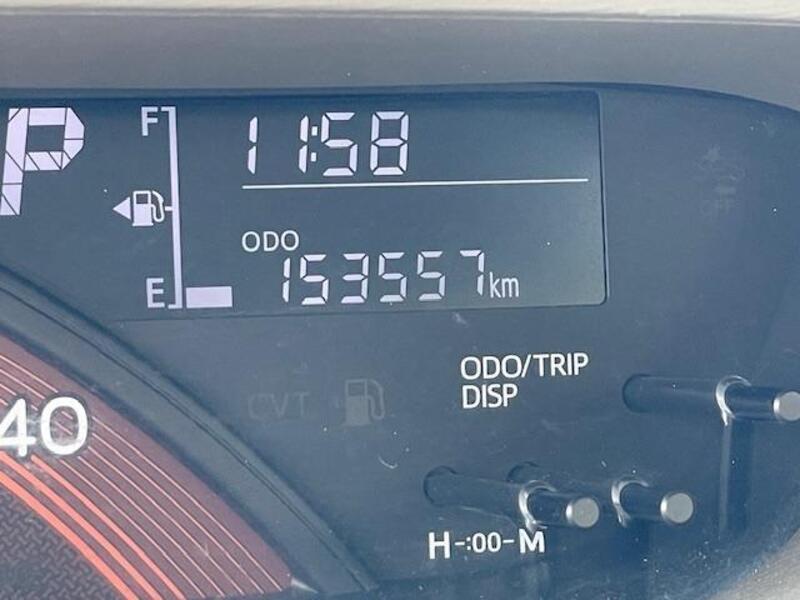 P
F
11:58
ODO
153557km
E
ODO/TRIP
DISP
CVT
40
H-:00-M